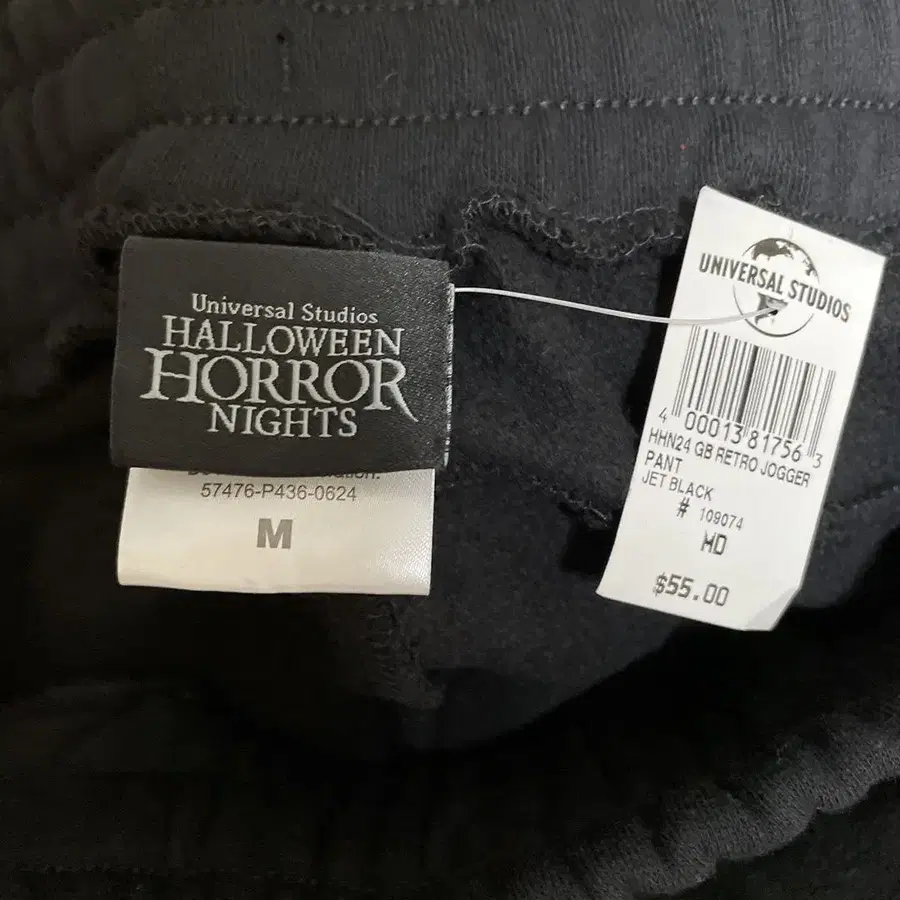 Universal Studios
HALLOWEEN
HORROR
NIGHTS
57476-P436-0624
M
UNIVERSAL STUDIOS
4 00013 81756 3
HHN24 GB RETRO JOGGER
PANT
JET BLACK
# 109074
MD
$55.00